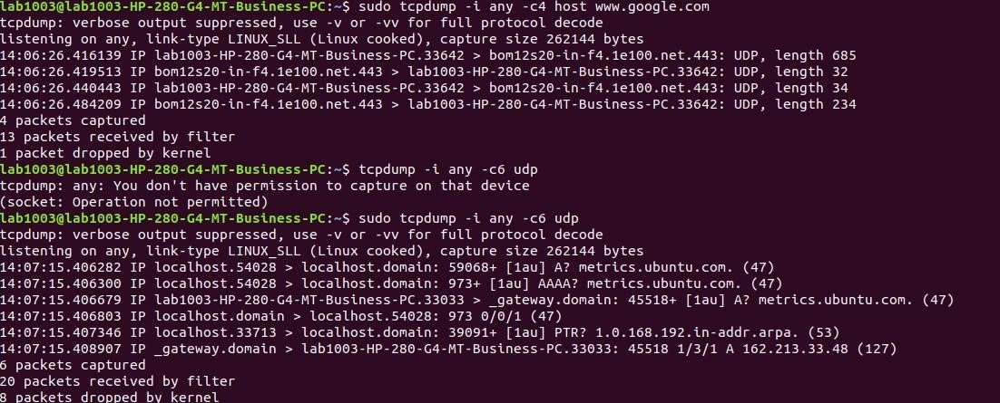 lab1003@lab1003-HP-280-G4-MT-Business-PC:~$ sudo tcpdump -i any -c4 host www.google.com
tcpdump: verbose output suppressed, use -v or -vv for full protocol decode
listening on any, link-type LINUX_SLL (Linux cooked), capture size 262144 bytes
14:06:26.416139 IP lab1003-HP-280-G4-MT-Business-PC.33642 > bom12s20-in-f4.1e100.net.443: UDP, length 685
14:06:26.419513 IP bom12s20-in-f4.1e100.net.443 > lab1003-HP-280-G4-MT-Business-PC.33642: UDP, length 32
14:06:26.440443 IP lab1003-HP-280-G4-MT-Business-PC.33642 > bom12s20-in-f4.1e100.net.443: UDP, length 34
14:06:26.484209 IP bom12s20-in-f4.1e100.net.443 > lab1003-HP-280-G4-MT-Business-PC.33642: UDP, length 234
4 packets captured
13 packets received by filter
1 packet dropped by kernel
lab1003@lab1003-HP-280-G4-MT-Business-PC:~$ tcpdump -i any -c6 udp
tcpdump: any: You don't have permission to capture on that device
(socket: Operation not permitted)
lab1003@lab1003-HP-280-G4-MT-Business-PC:~$ sudo tcpdump -i any -c6 udp
tcpdump: verbose output suppressed, use -v or -vv for full protocol decode
listening on any, link-type LINUX_SLL (Linux cooked), capture size 262144 bytes
14:07:15.406282 IP localhost.54028 > localhost.domain: 59068+ [1au] A? metrics.ubuntu.com. (47)
14:07:15.406300 IP localhost.54028 > localhost.domain: 973+ [1au] AAAA? metrics.ubuntu.com. (47)
14:07:15.406679 IP lab1003-HP-280-G4-MT-Business-PC.33033 > _gateway.domain: 45518+ [1au] A? metrics.ubuntu.com. (47)
14:07:15.406803 IP localhost.domain > localhost.54028: 973 0/0/1 (47)
14:07:15.407346 IP localhost.33713 > localhost.domain: 39091+ [1au] PTR? 1.0.168.192.in-addr.arpa. (53)
14:07:15.408907 IP _gateway.domain > lab1003-HP-280-G4-MT-Business-PC.33033: 45518 1/3/1 A 162.213.33.48 (127)
6 packets captured
20 packets received by filter
8 packets dropped by kernel